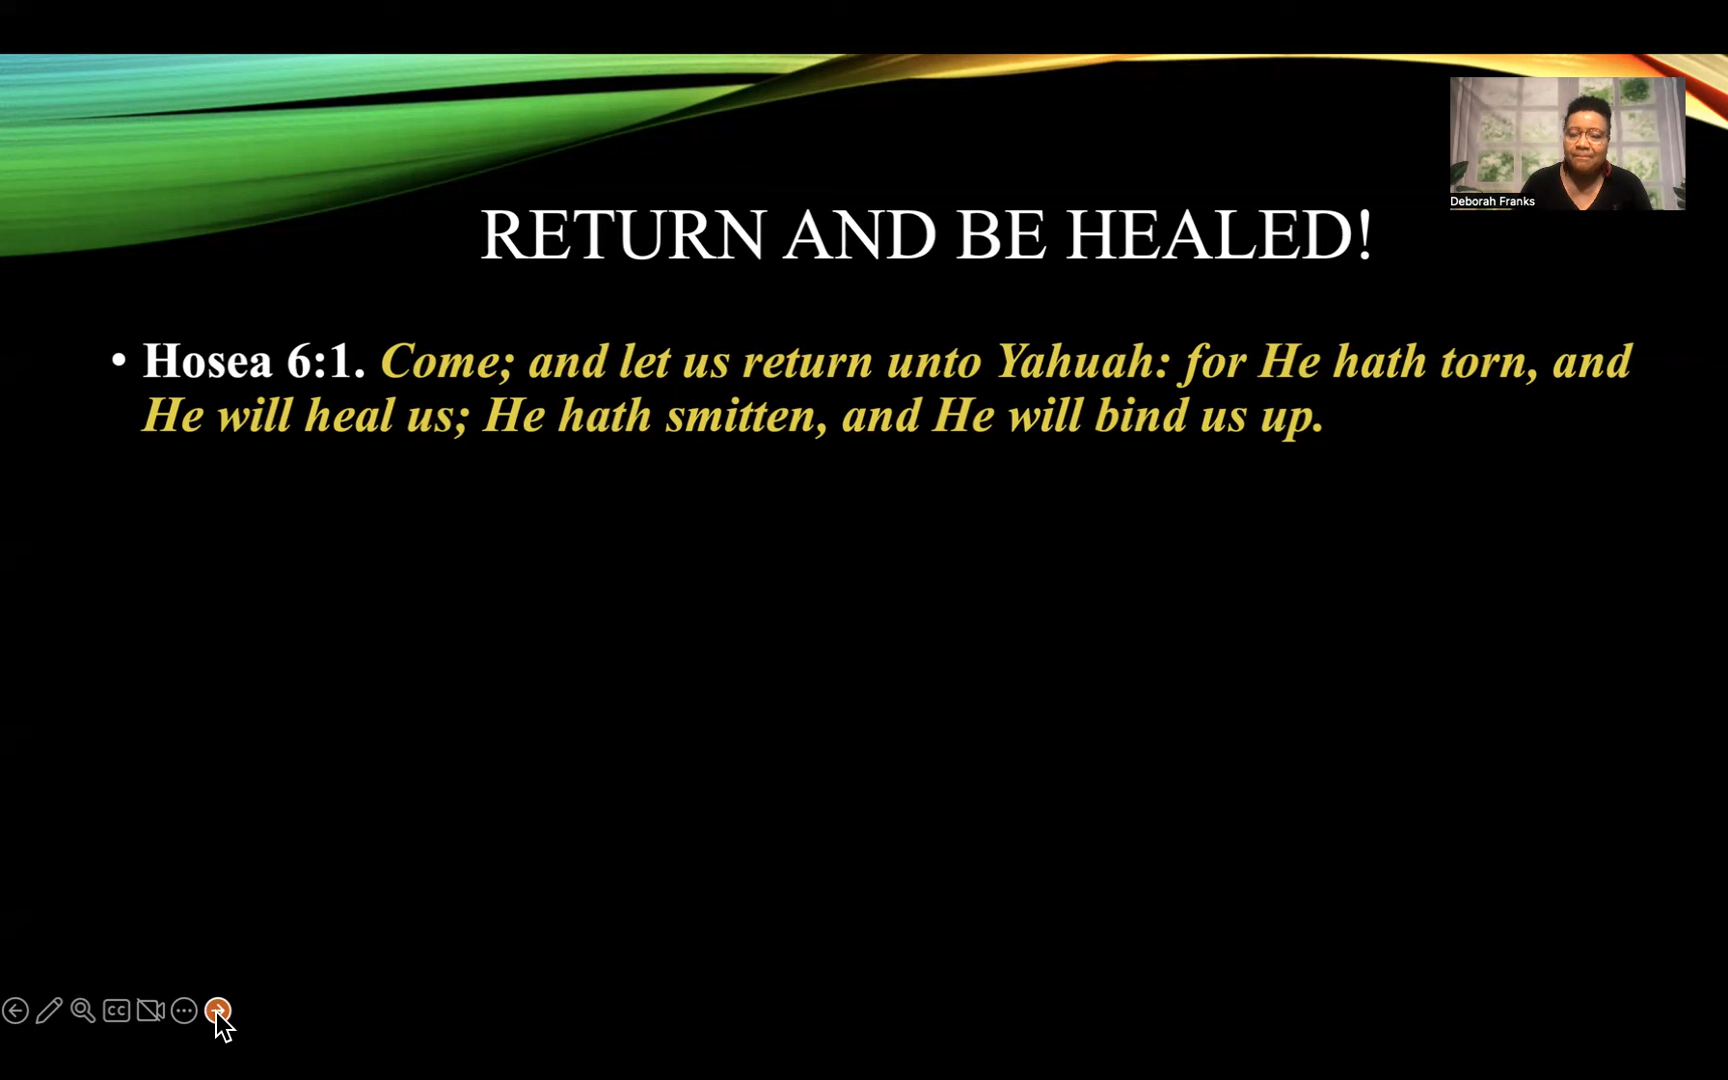 Deborah Franks
RETURN AND BE HEALED!
• Hosea 6:1. Come; and let us return unto Yahuah: for He hath torn, and
He will heal us; He hath smitten, and He will bind us up.
CC